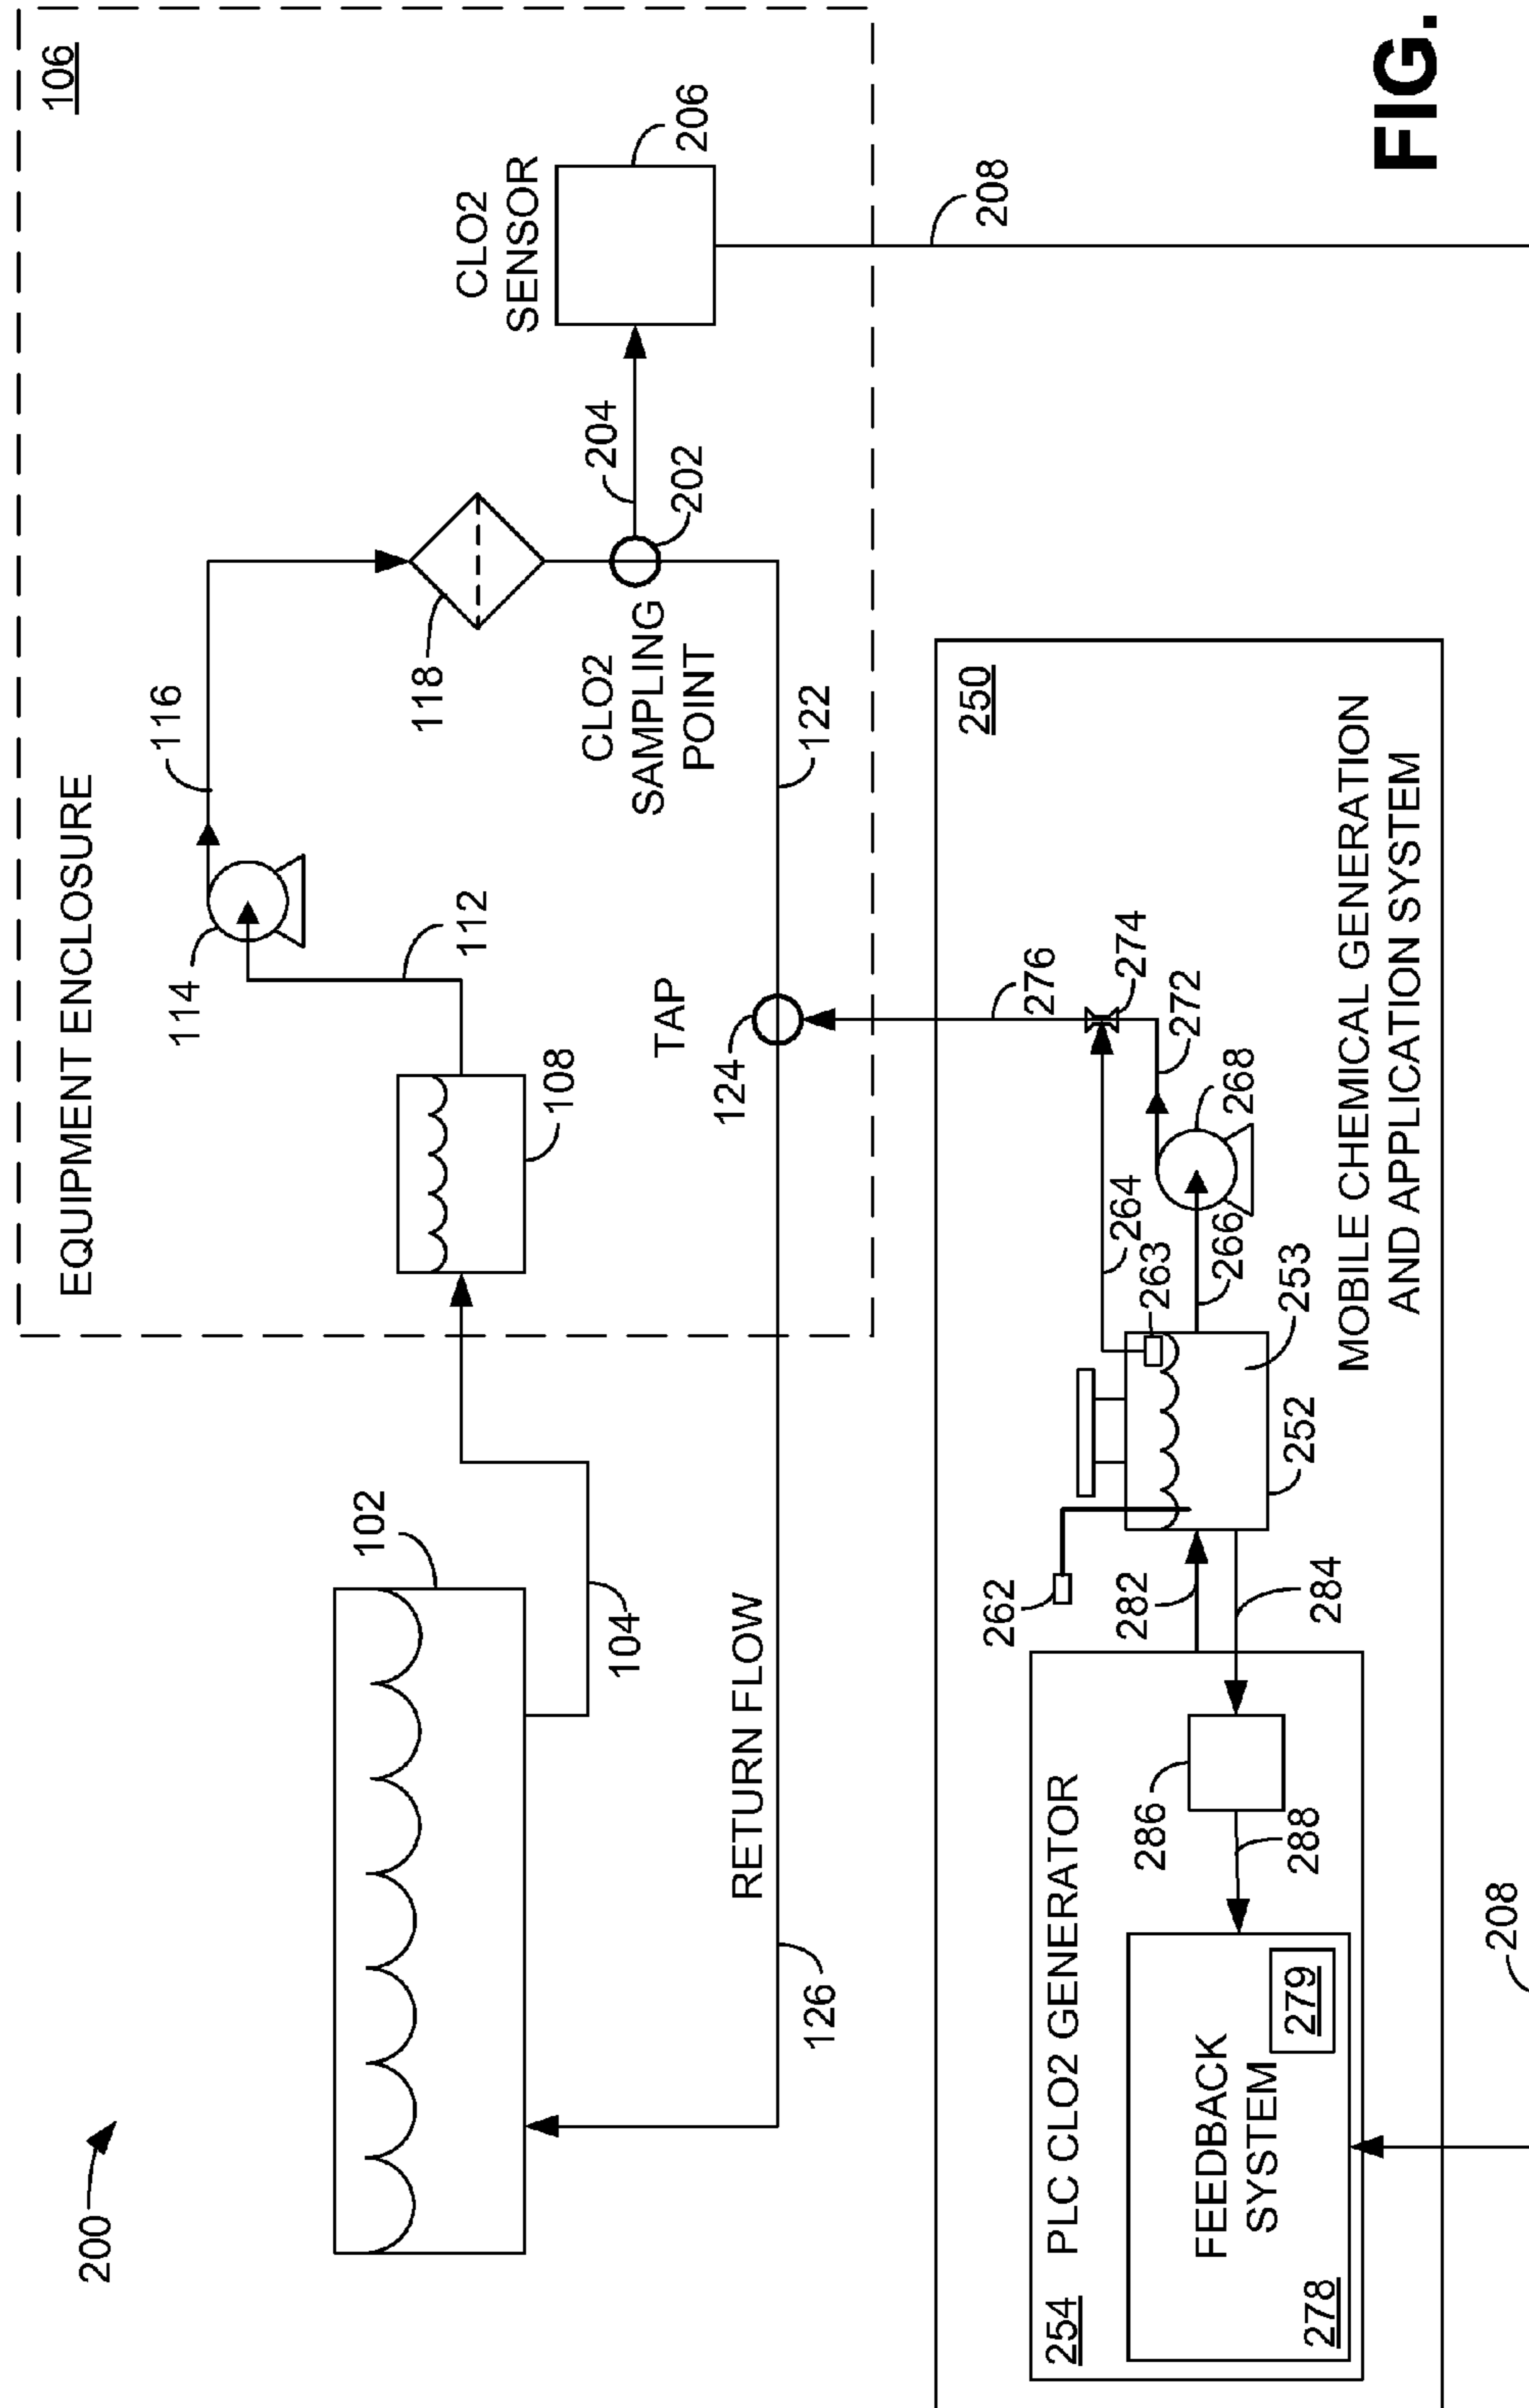 200
102
104
RETURN FLOW
126
EQUIPMENT ENCLOSURE
106
108
112
114
116
118
CLO2
SAMPLING
POINT
204
202
CLO2
SENSOR
206
208
TAP
124
122
250
276
274
272
268
264
263
266
253
252
262
282
284
MOBILE CHEMICAL GENERATION
AND APPLICATION SYSTEM
254 PLC CLO2 GENERATOR
286
288
FEEDBACK
SYSTEM
279
278
208
FIG.